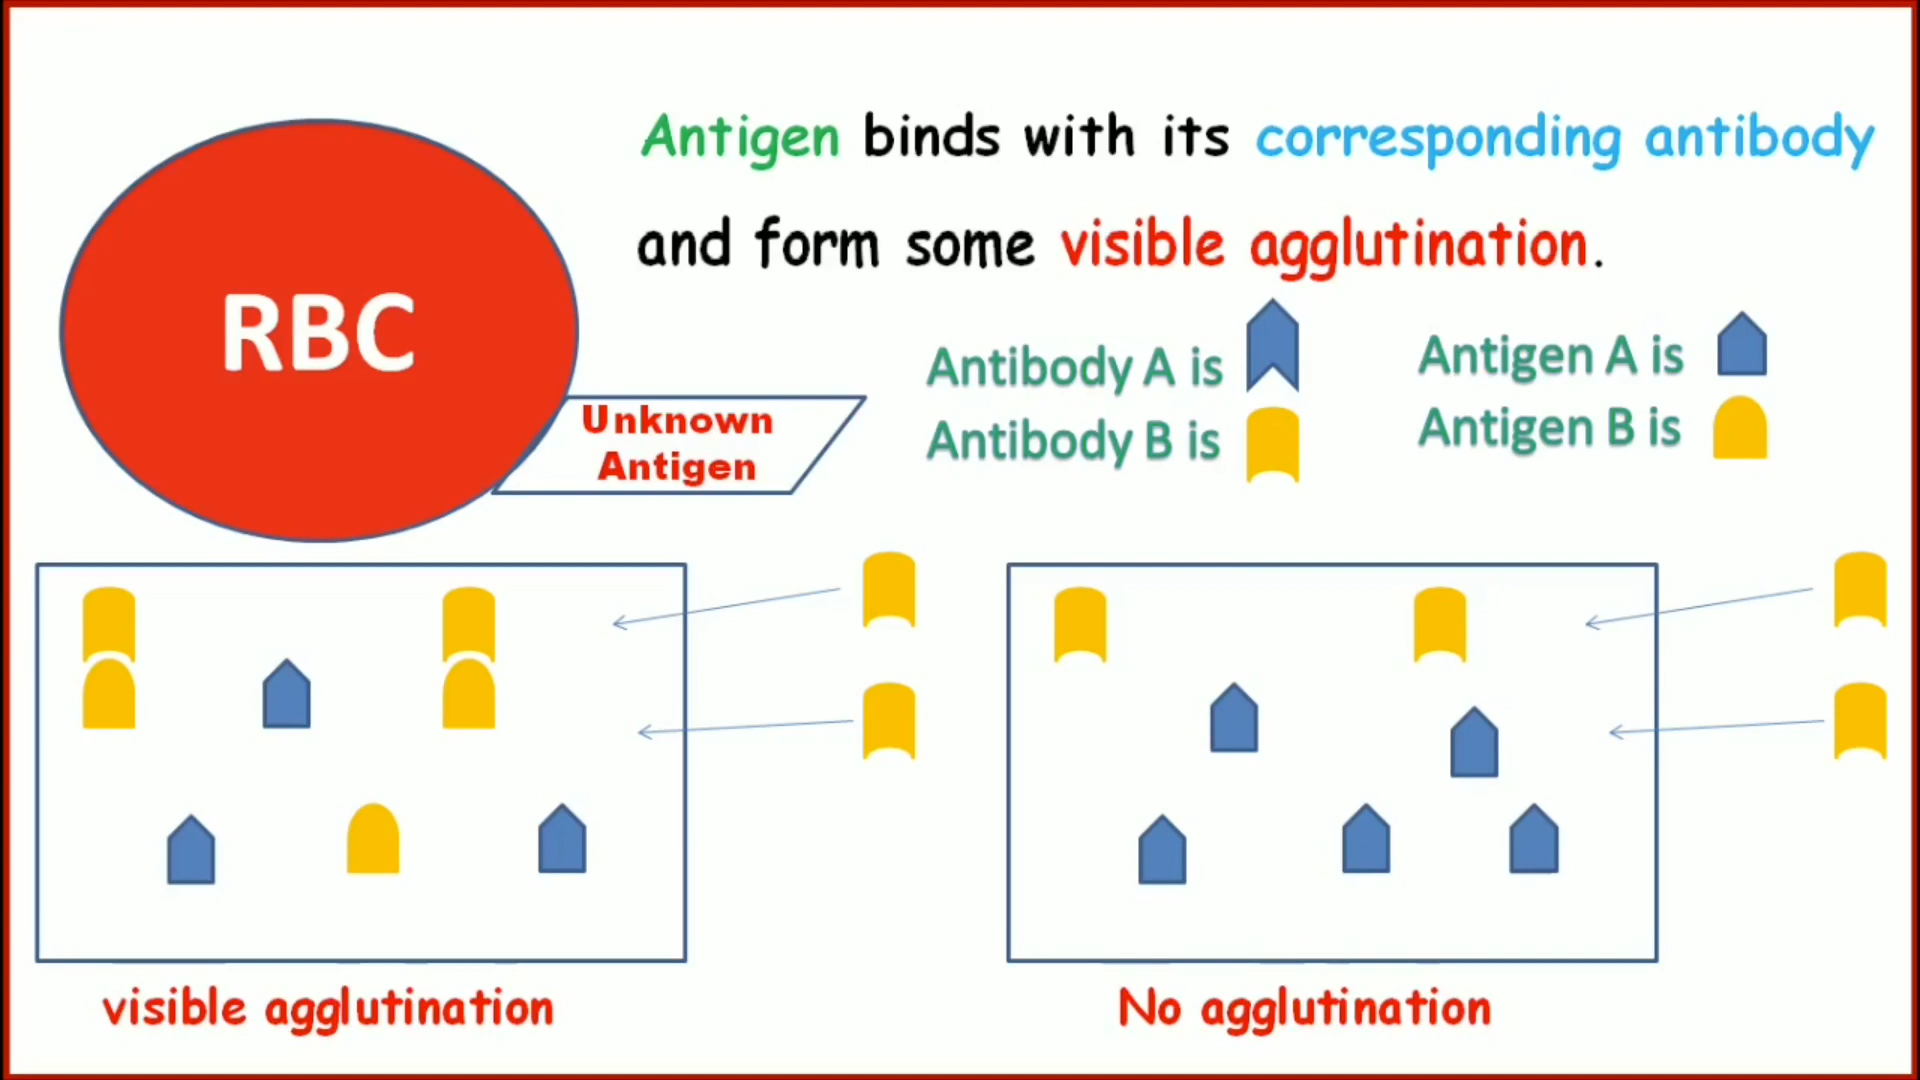 Antigen binds with its corresponding antibody
and form some visible agglutination.
RBC
Unknown
Antigen
Antibody A is
Antibody B is
Antigen A is
Antigen B is
visible agglutination
No agglutination